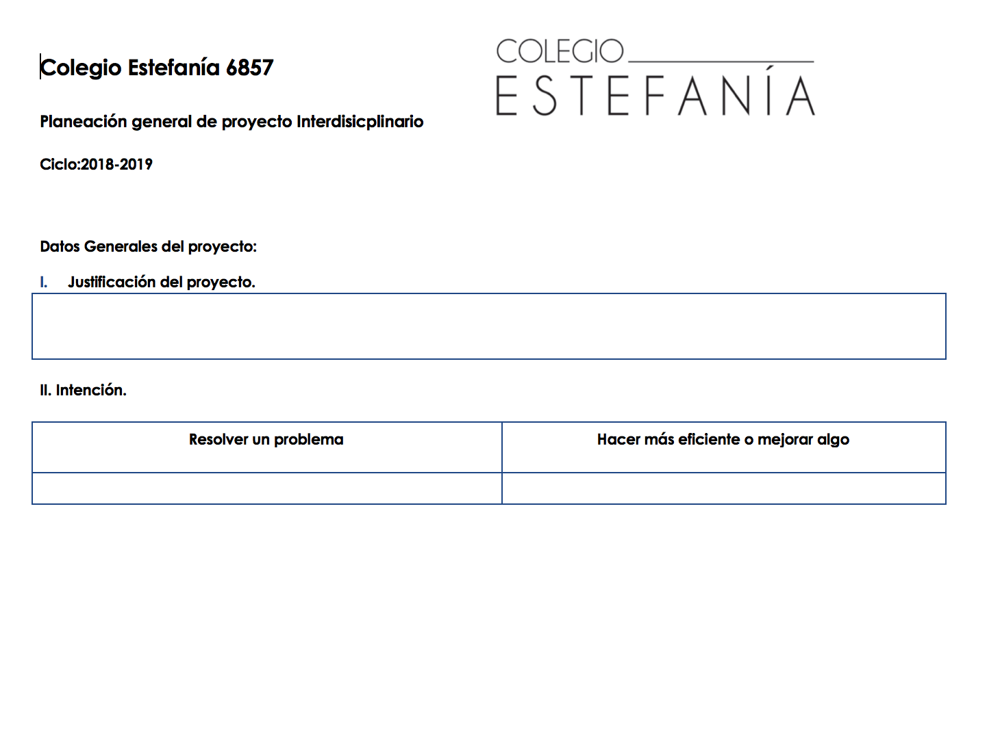 COLEGIO
ESTEFANÍA
Colegio Estefanía 6857
Planeación general de proyecto Interdisicplinario
Ciclo:2018-2019
Datos Generales del proyecto:
I. Justificación del proyecto.
II. Intención.
Resolver un problema
Hacer más eficiente o mejorar algo